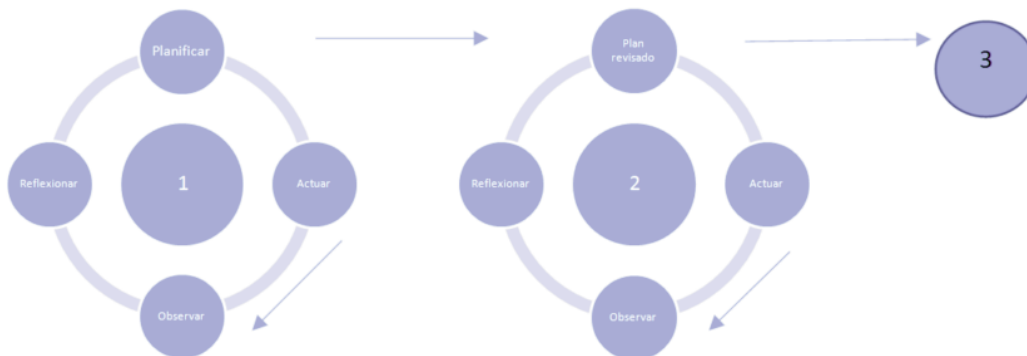 Planificar
Reflexionar
1
Actuar
Observar
Plan
revisado
Reflexionar
2
Actuar
Observar
3